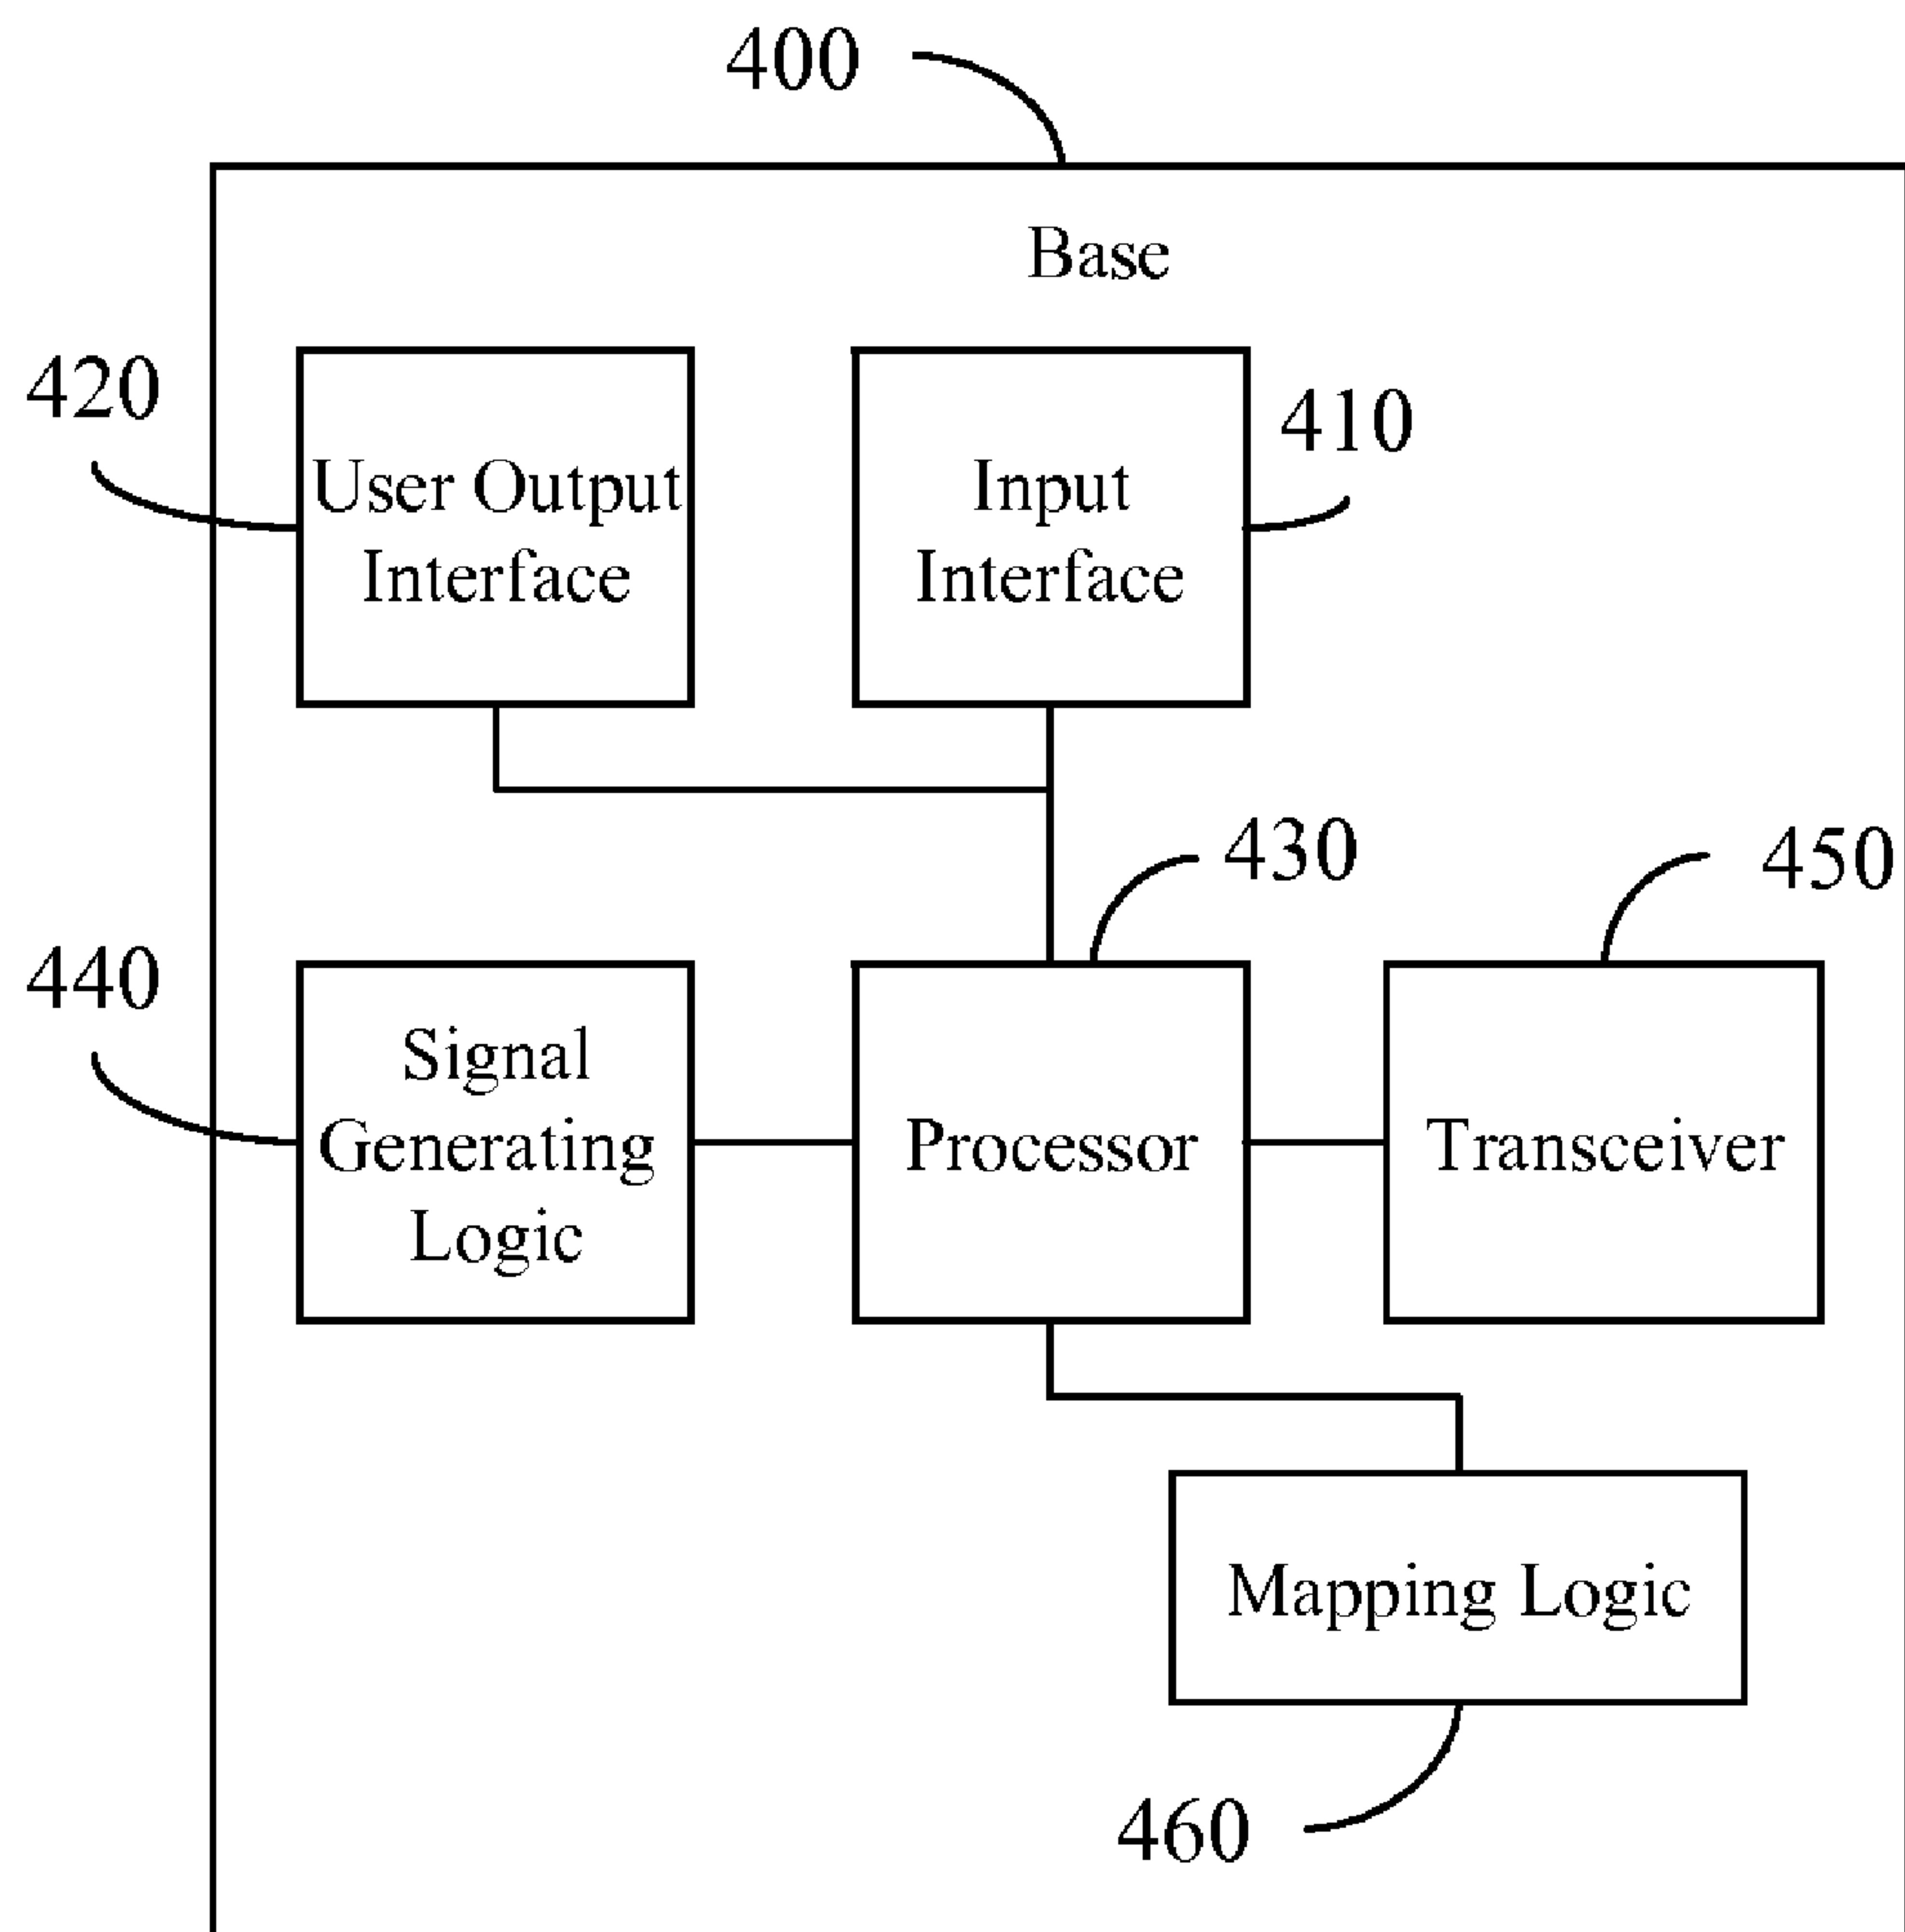 400
Base
420
User Output
Interface
Input
Interface
410
430
450
440
Signal
Generating
Logic
Processor
Transceiver
Mapping Logic
460